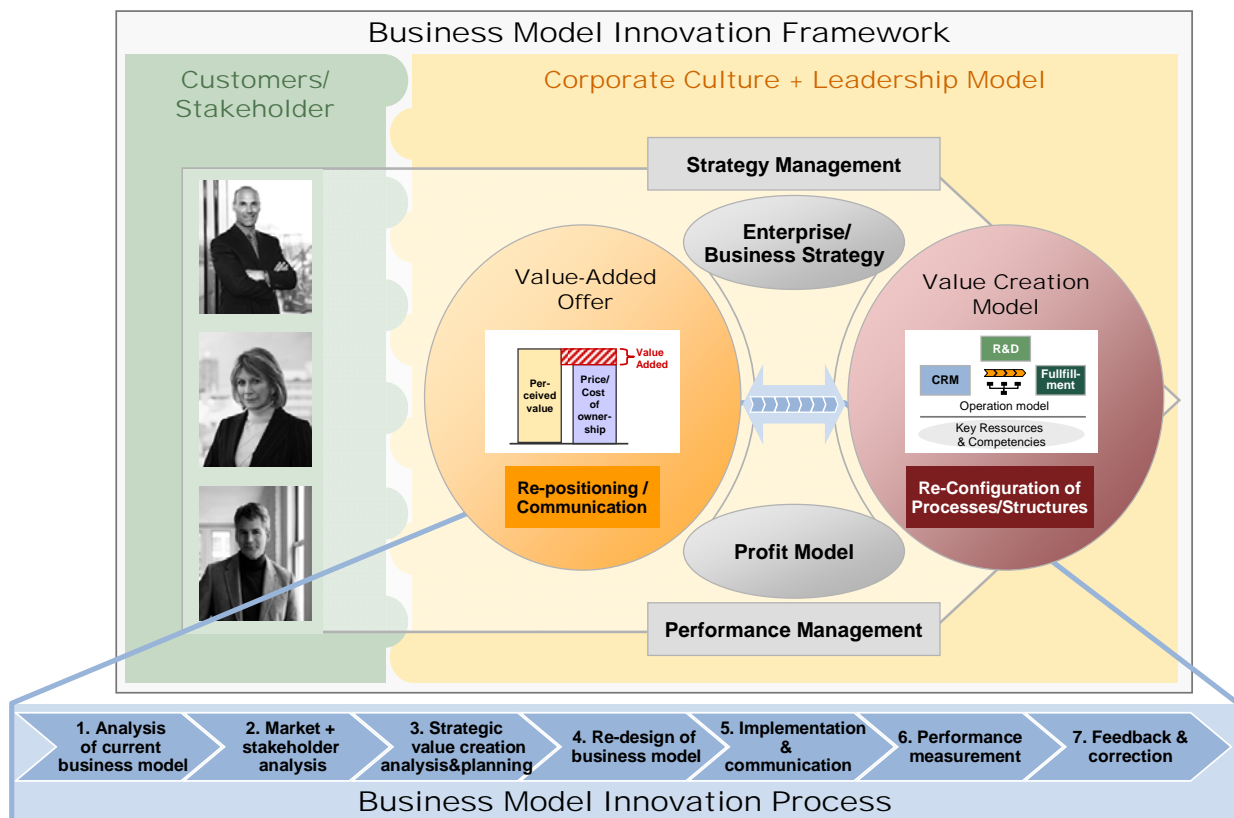 Business Model Innovation Framework
Customers/
Stakeholder
Corporate Culture + Leadership Model
Strategy Management
Enterprise/
Business Strategy
Value-Added
Offer
Value
Added
Per-
ceived
value
Price/
Cost
of
owner-
ship
Re-positioning /
Communication
Value Creation
Model
R&D
CRM
Fullfill-
ment
Operation model
Key Ressources
& Competencies
Re-Configuration of
Processes/Structures
Profit Model
Performance Management
1. Analysis
of current
business model
2. Market +
stakeholder
analysis
3. Strategic
value creation
analysis&planning
4. Re-design of
business model
5. Implementation
&
communication
6. Performance
measurement
7. Feedback &
correction
Business Model Innovation Process